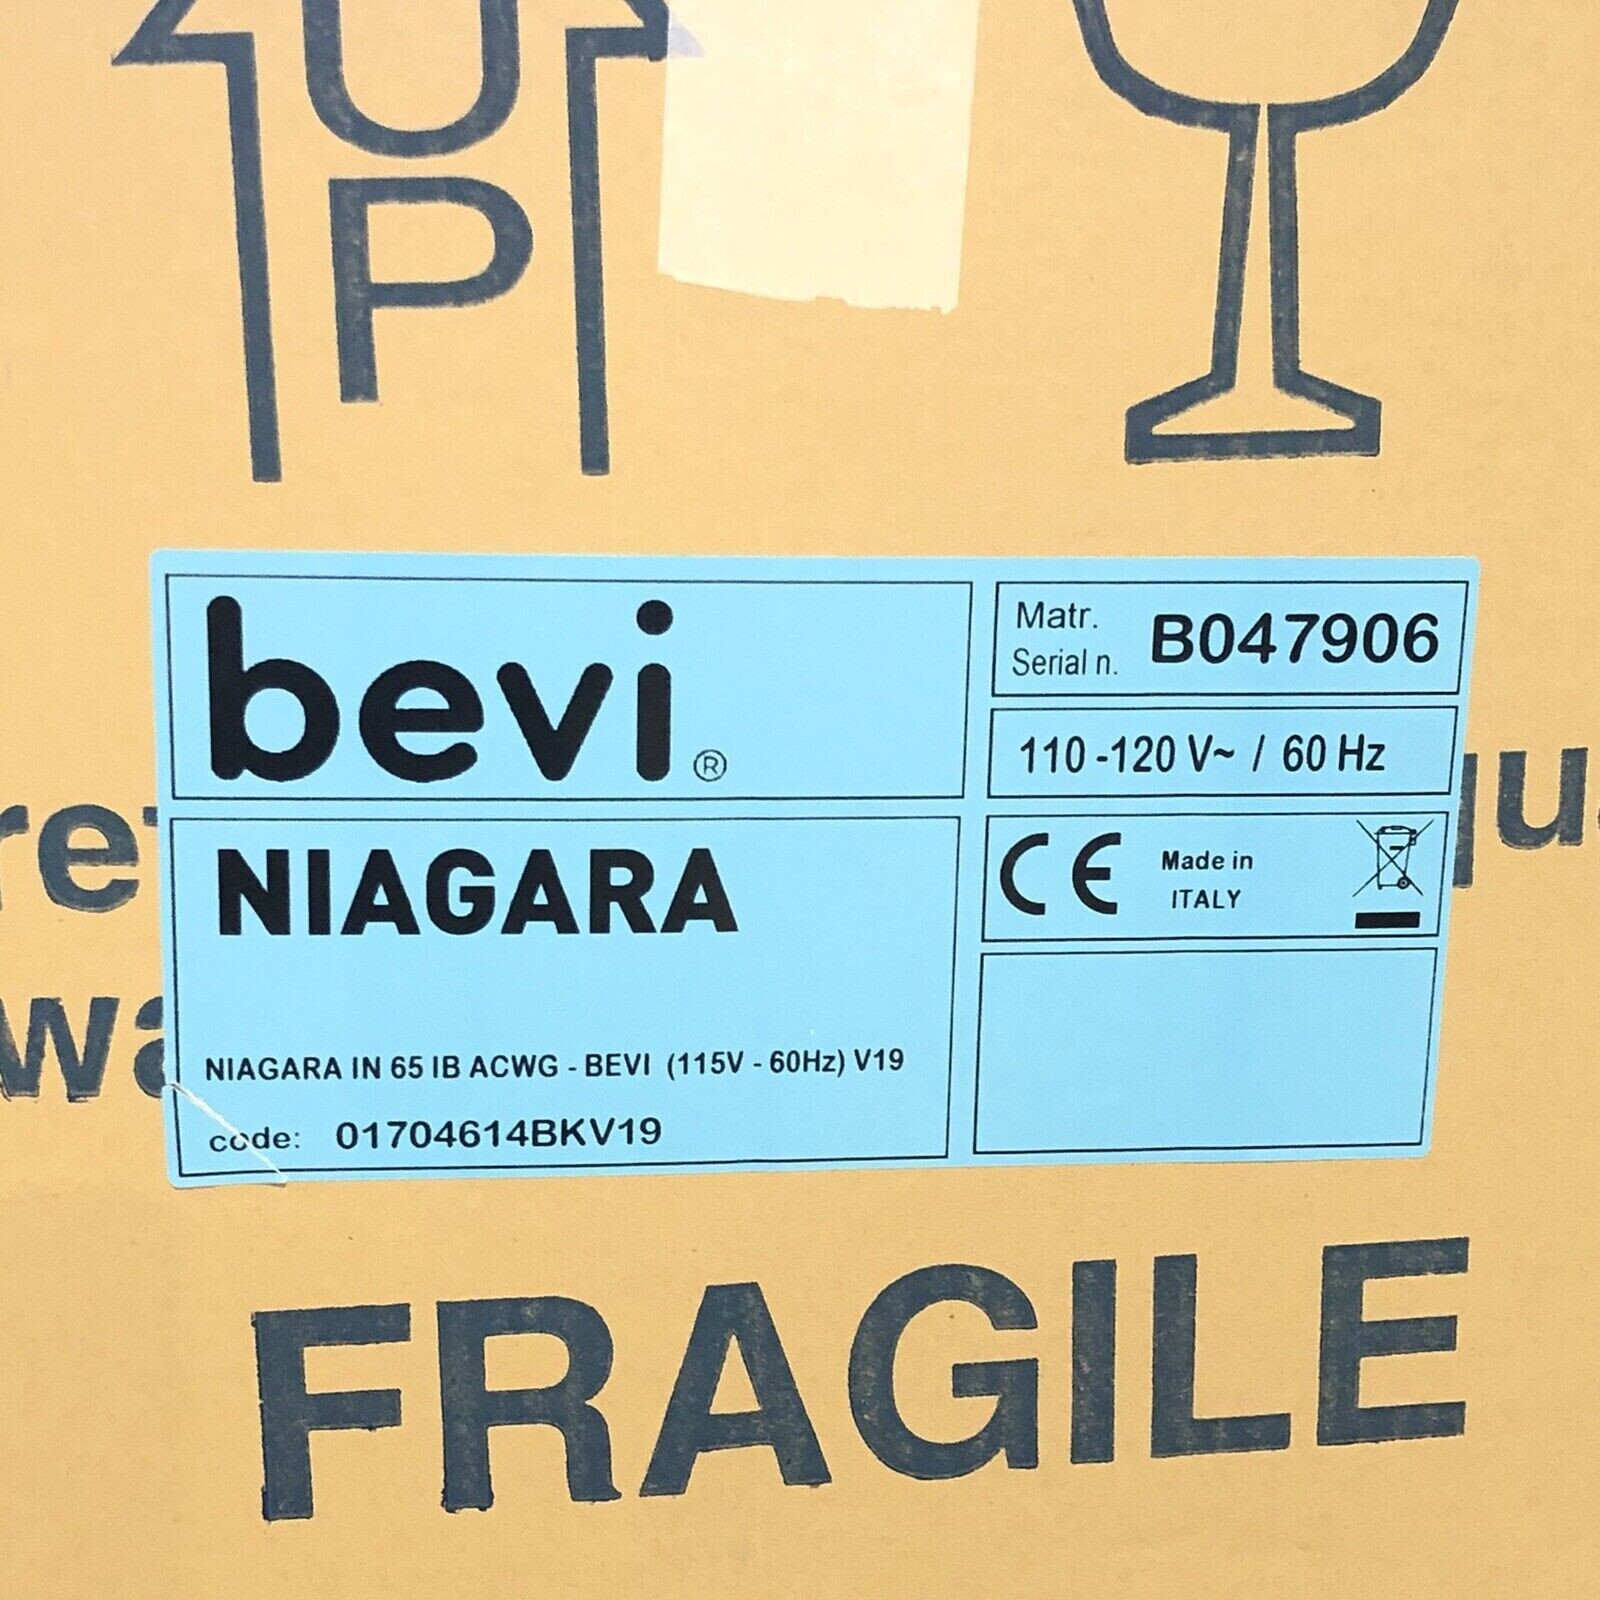 UP
bevi®
Matr.
Serial n. B047906
110 -120 V~ / 60 Hz
NIAGARA
CE Made in
ITALY
NIAGARA IN 65 IB ACWG - BEVI (115V - 60Hz) V19
code: 01704614BKV19
FRAGILE